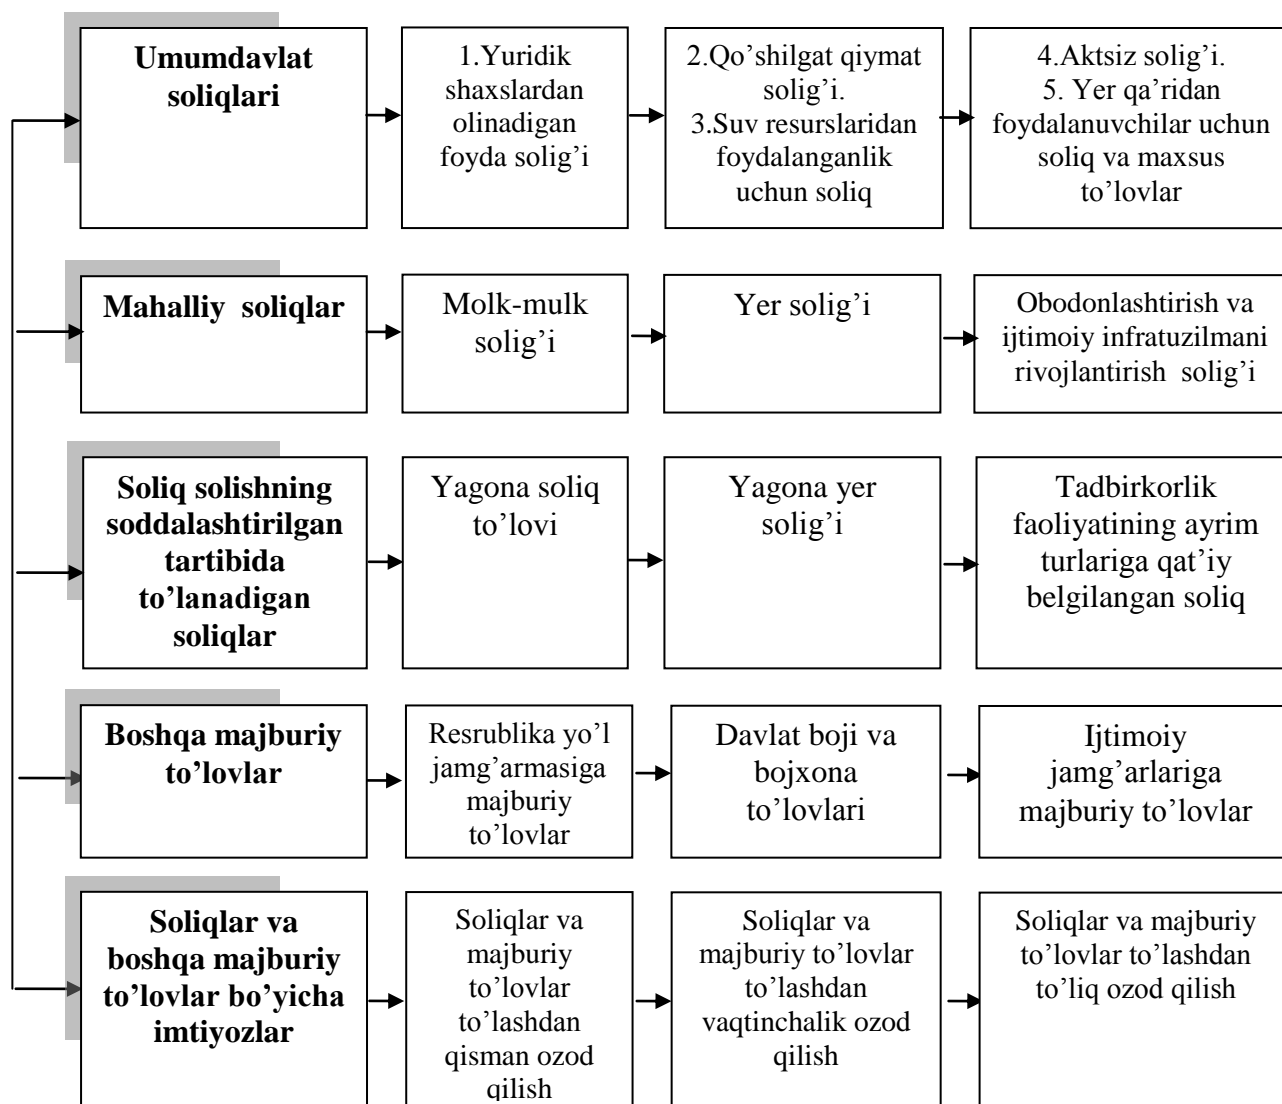 Umumdavlat
soliqlari
1.Yuridik
shaxslardan
olinadigan
foyda solig’i
2.Qo’shilgat qiymat
solig’i.
3.Suv resurslaridan
foydalanganlik
uchun soliq
4.Aktsiz solig’i.
5. Yer qa’ridan
foydalanuvchilar uchun
soliq va maxsus
to’lovlar
Mahalliy soliqlar
Molk-mulk
solig’i
Yer solig’i
Obodonlashtirish va
ijtimoiy infratuzilmani
rivojlantirish solig’i
Soliq solishning
soddalashtirilgan
tartibida
to’lanadigan
soliqlar
Yagona soliq
to’lovi
Yagona yer
solig’i
Tadbirkorlik
faoliyatining ayrim
turlariga qat’iy
belgilangan soliq
Boshqa majburiy
to’lovlar
Resrublika yo’l
jamg’armasiga
majburiy
to’lovlar
Davlat boji va
bojxona
to’lovlari
Ijtimoiy
jamg’arlariga
majburiy to’lovlar
Soliqlar va
boshqa majburiy
to’lovlar bo’yicha
imtiyozlar
Soliqlar va
majburiy
to’lovlar
to’lashdan
qisman ozod
qilish
Soliqlar va
majburiy to’lovlar
to’lashdan
vaqtinchalik ozod
qilish
Soliqlar va majburiy
to’lovlar to’lashdan
to’liq ozod qilish